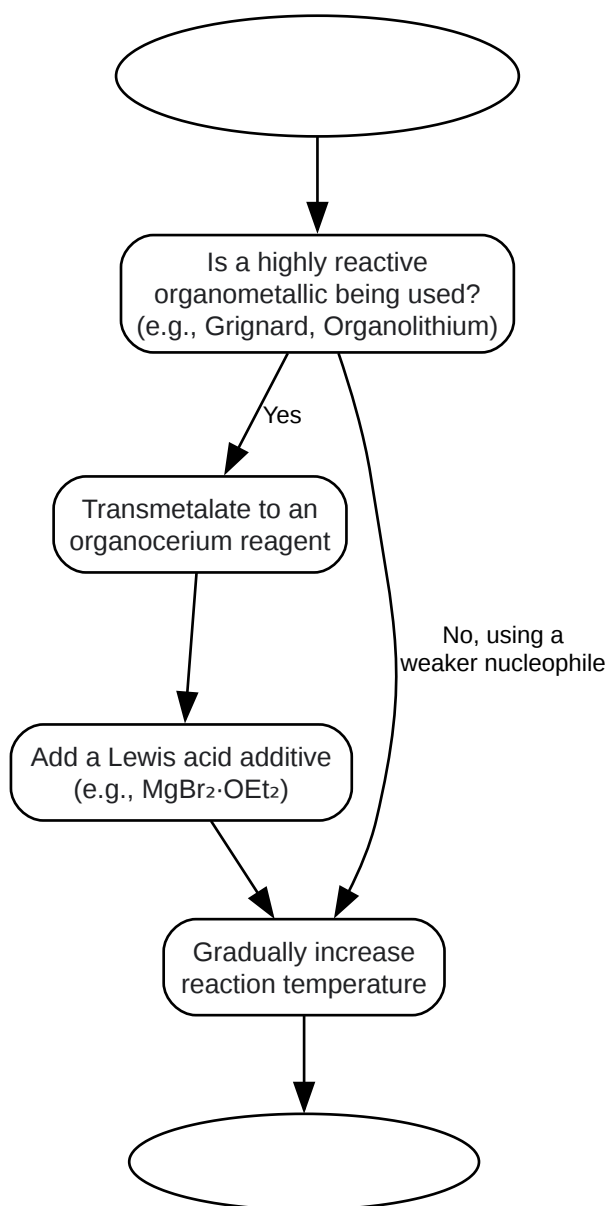 Is a highly reactive
organometallic being used?
(e.g., Grignard, Organolithium)
Yes
Transmetalate to an
organocerium reagent
No, using a
weaker nucleophile
Add a Lewis acid additive
(e.g., MgBr₂·OEt₂)
Gradually increase
reaction temperature